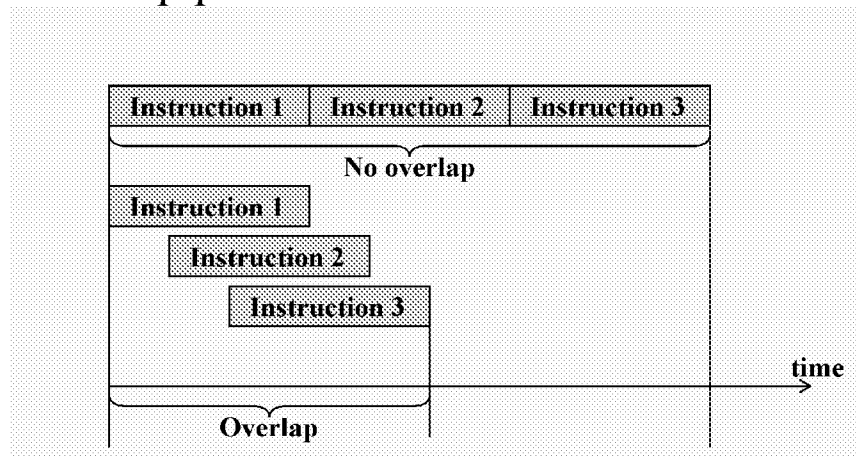 Instruction 1 Instruction 2 Instruction 3
No overlap
Instruction 1
Instruction 2
Instruction 3
time
Overlap